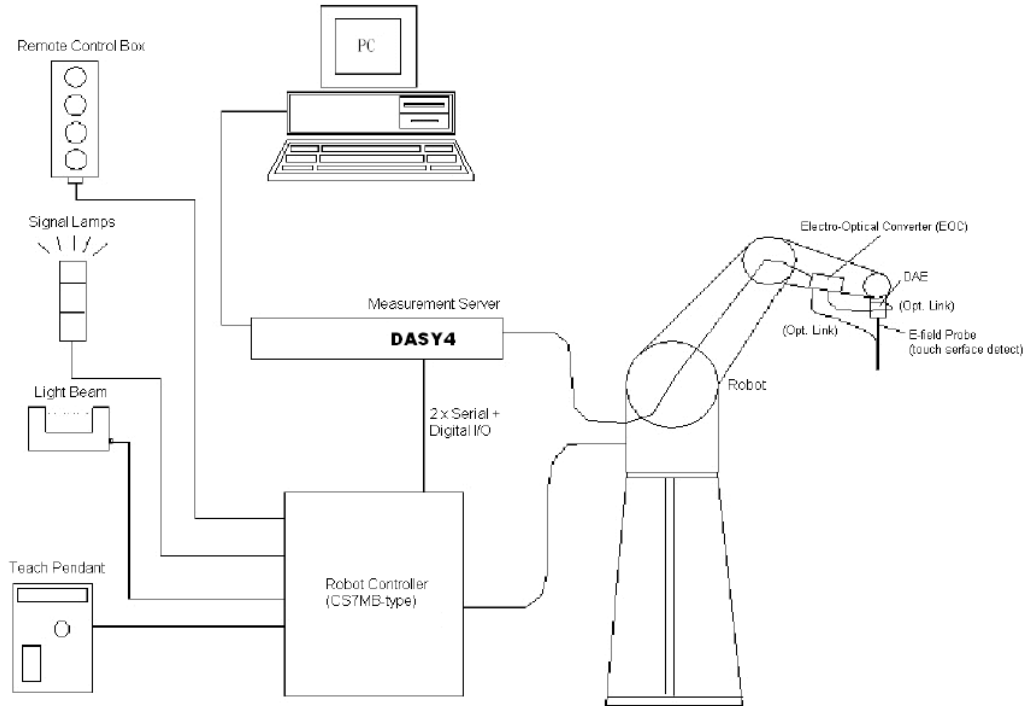 Remote Control Box
PC
Signal Lamps
Electro-Optical Converter (EOC)
DAE
(Opt. Link)
(Opt. Link)
E-field Probe
(touch serface detect)
Measurement Server
DASY4
Robot
Light Beam
2 x Serial +
Digital I/O
Teach Pendant
Robot Controller
(CS7MB-type)